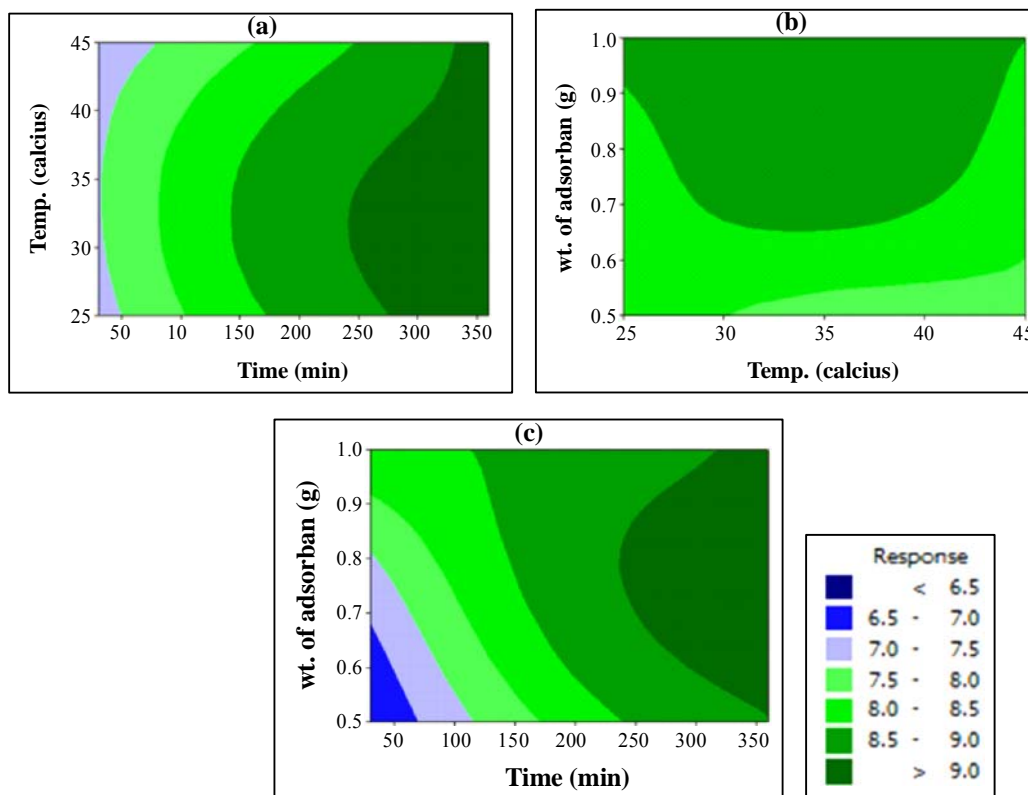 (a)
Temp. (calcius)
45
40
35
30
25
50 10 150 200 250 300 350
Time (min)
(b)
wt. of adsorban (g)
1.0
0.9
0.8
0.7
0.6
0.5
25 30 35 40 45
Temp. (calcius)
(c)
wt. of adsorban (g)
1.0
0.9
0.8
0.7
0.6
0.5
50 100 150 200 250 300 350
Time (min)
Response
< 6.5
6.5 - 7.0
7.0 - 7.5
7.5 - 8.0
8.0 - 8.5
8.5 - 9.0
> 9.0